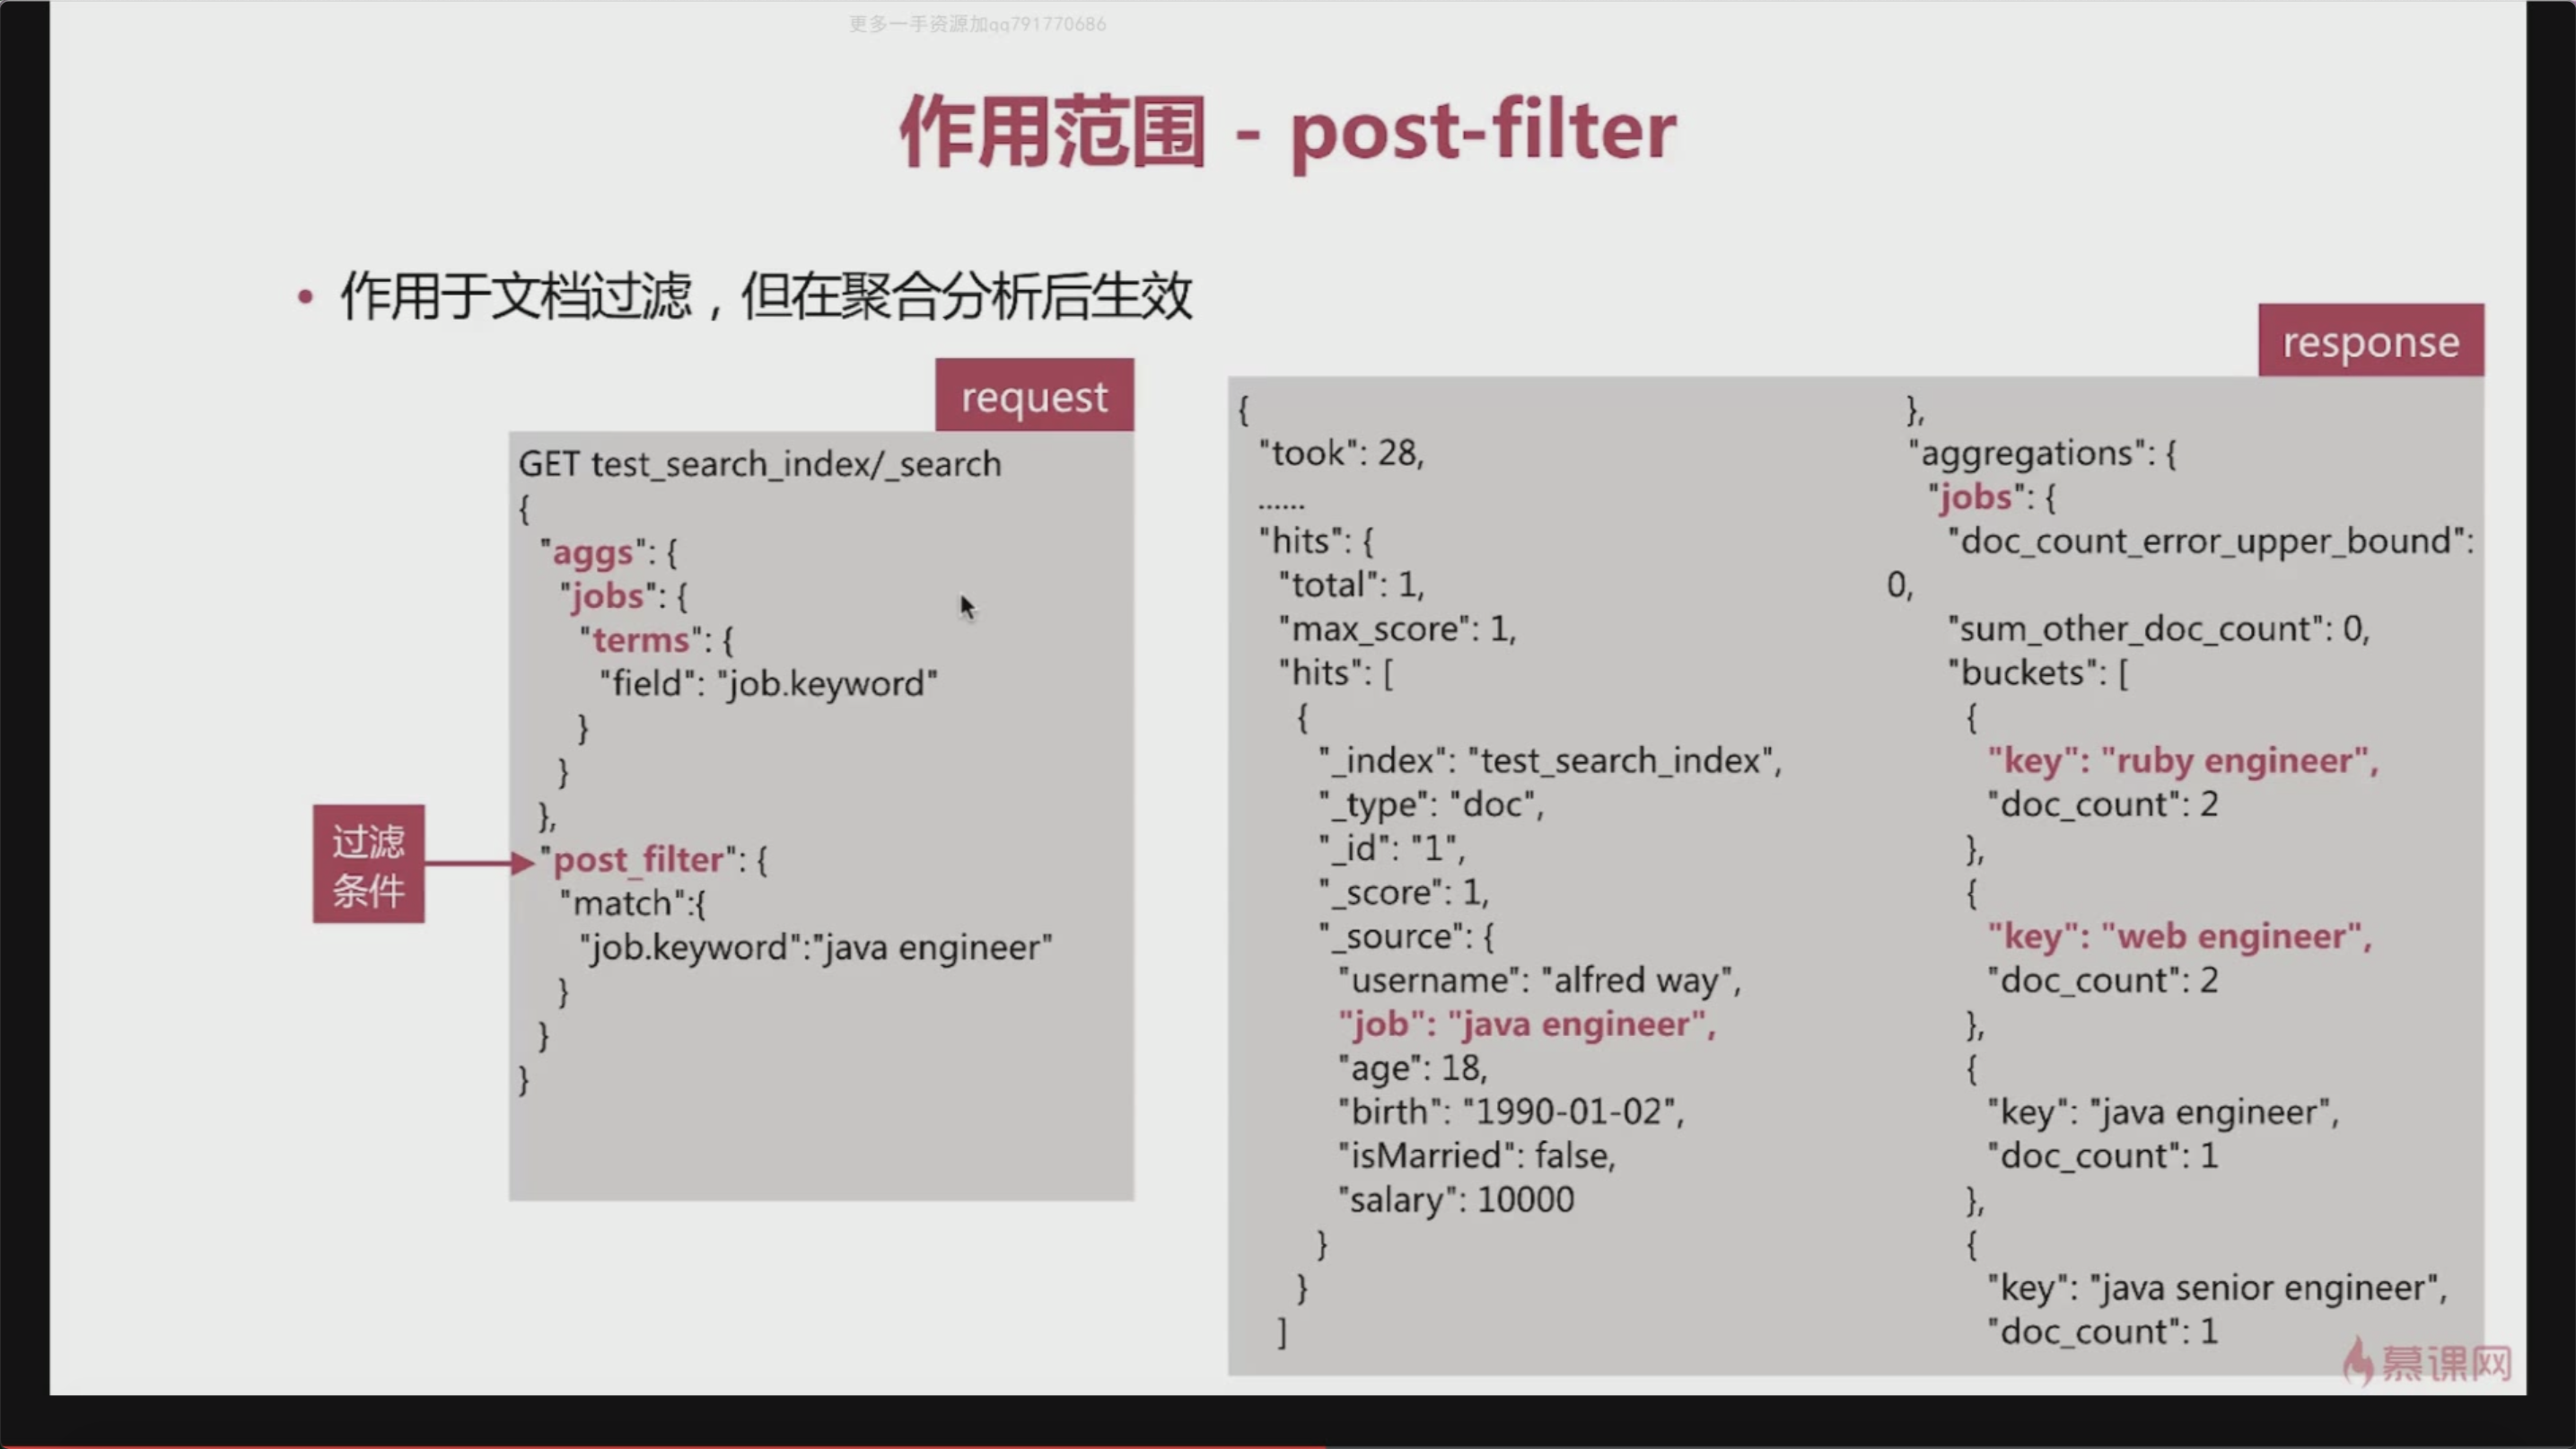 更多一手资源加qq791770686
作用范围 - post-filter
• 作用于文档过滤，但在聚合分析后生效
request
GET test_search_index/_search
{
"aggs": {
"jobs": {
"terms": {
"field": "job.keyword"
}
}
},
"post_filter": {
"match":{
"job.keyword":"java engineer"
}
}
}
过滤
条件
response
{
"took": 28,
......
"hits": {
"total": 1,
"max_score": 1,
"hits": [
{
"_index": "test_search_index",
"_type": "doc",
"_id": "1",
"_score": 1,
"_source": {
"username": "alfred way",
"job": "java engineer",
"age": 18,
"birth": "1990-01-02",
"isMarried": false,
"salary": 10000
}
}
]
},
"aggregations": {
"jobs": {
"doc_count_error_upper_bound":
0,
"sum_other_doc_count": 0,
"buckets": [
{
"key": "ruby engineer",
"doc_count": 2
},
{
"key": "web engineer",
"doc_count": 2
},
{
"key": "java engineer",
"doc_count": 1
},
{
"key": "java senior engineer",
"doc_count": 1
慕课网